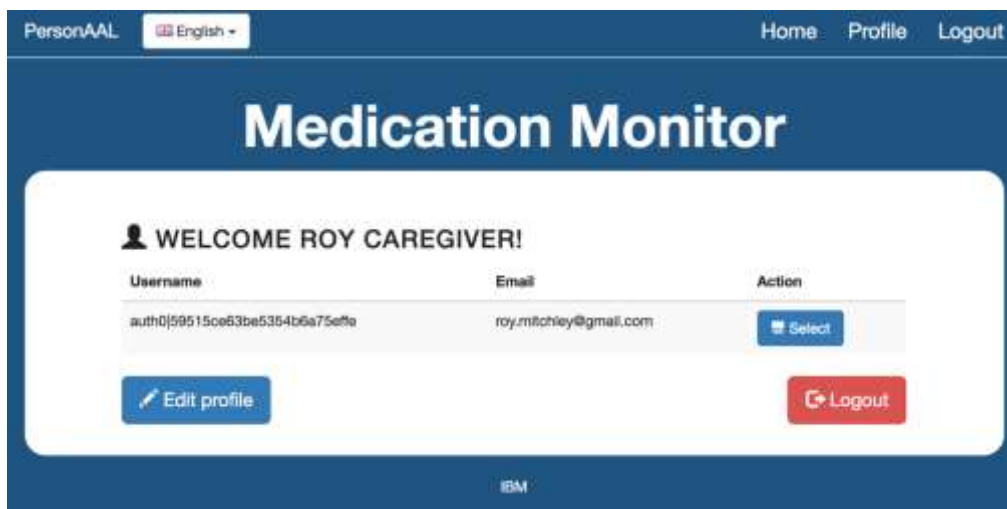 PersonAAL English Home Profile Logout
Medication Monitor
WELCOME ROY CAREGIVER!
Username Email Action
auth0|59515ce63be5354b6a75effe roy.mitchley@gmail.com Select
Edit profile Logout
IBM